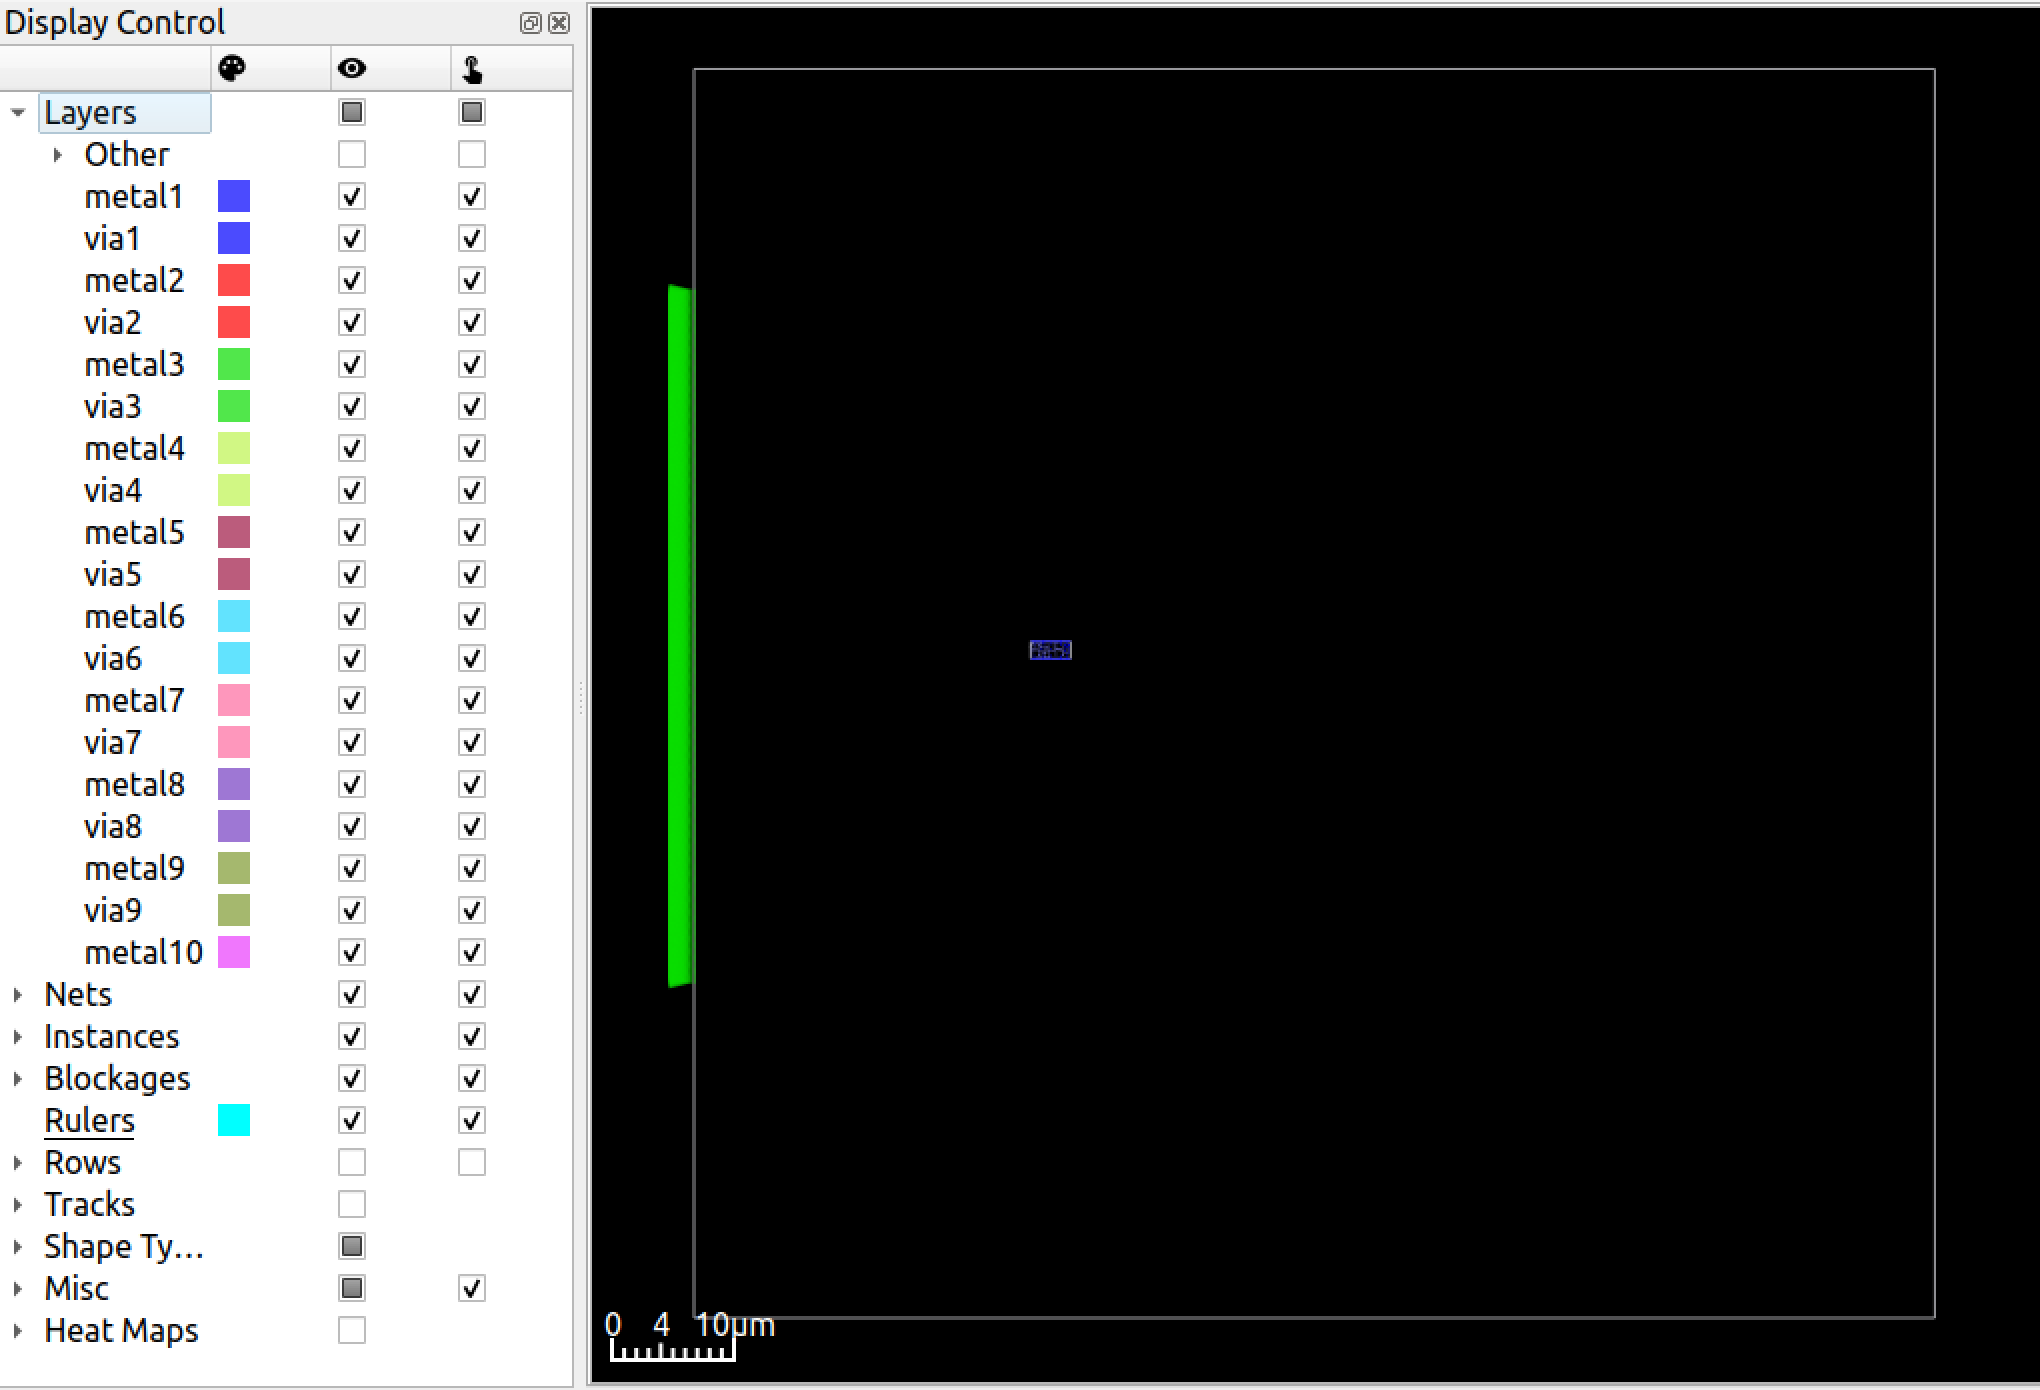 Display Control
Layers
Other
metal1
via1
metal2
via2
metal3
via3
metal4
via4
metal5
via5
metal6
via6
metal7
via7
metal8
via8
metal9
via9
metal10
Nets
Instances
Blockages
Rulers
Rows
Tracks
Shape Ty...
Misc
Heat Maps
0 4 10µm